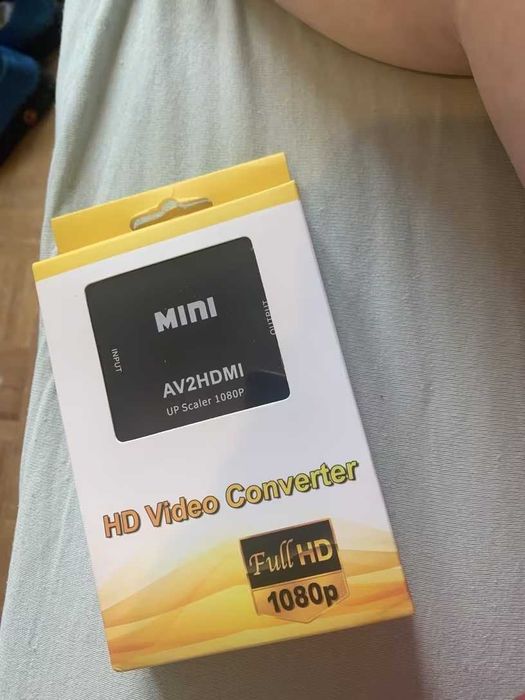 MINI
INPUT
OUTPUT
AV2HDMI
UP Scaler 1080P
HD Video Converter
Full HD
1080p